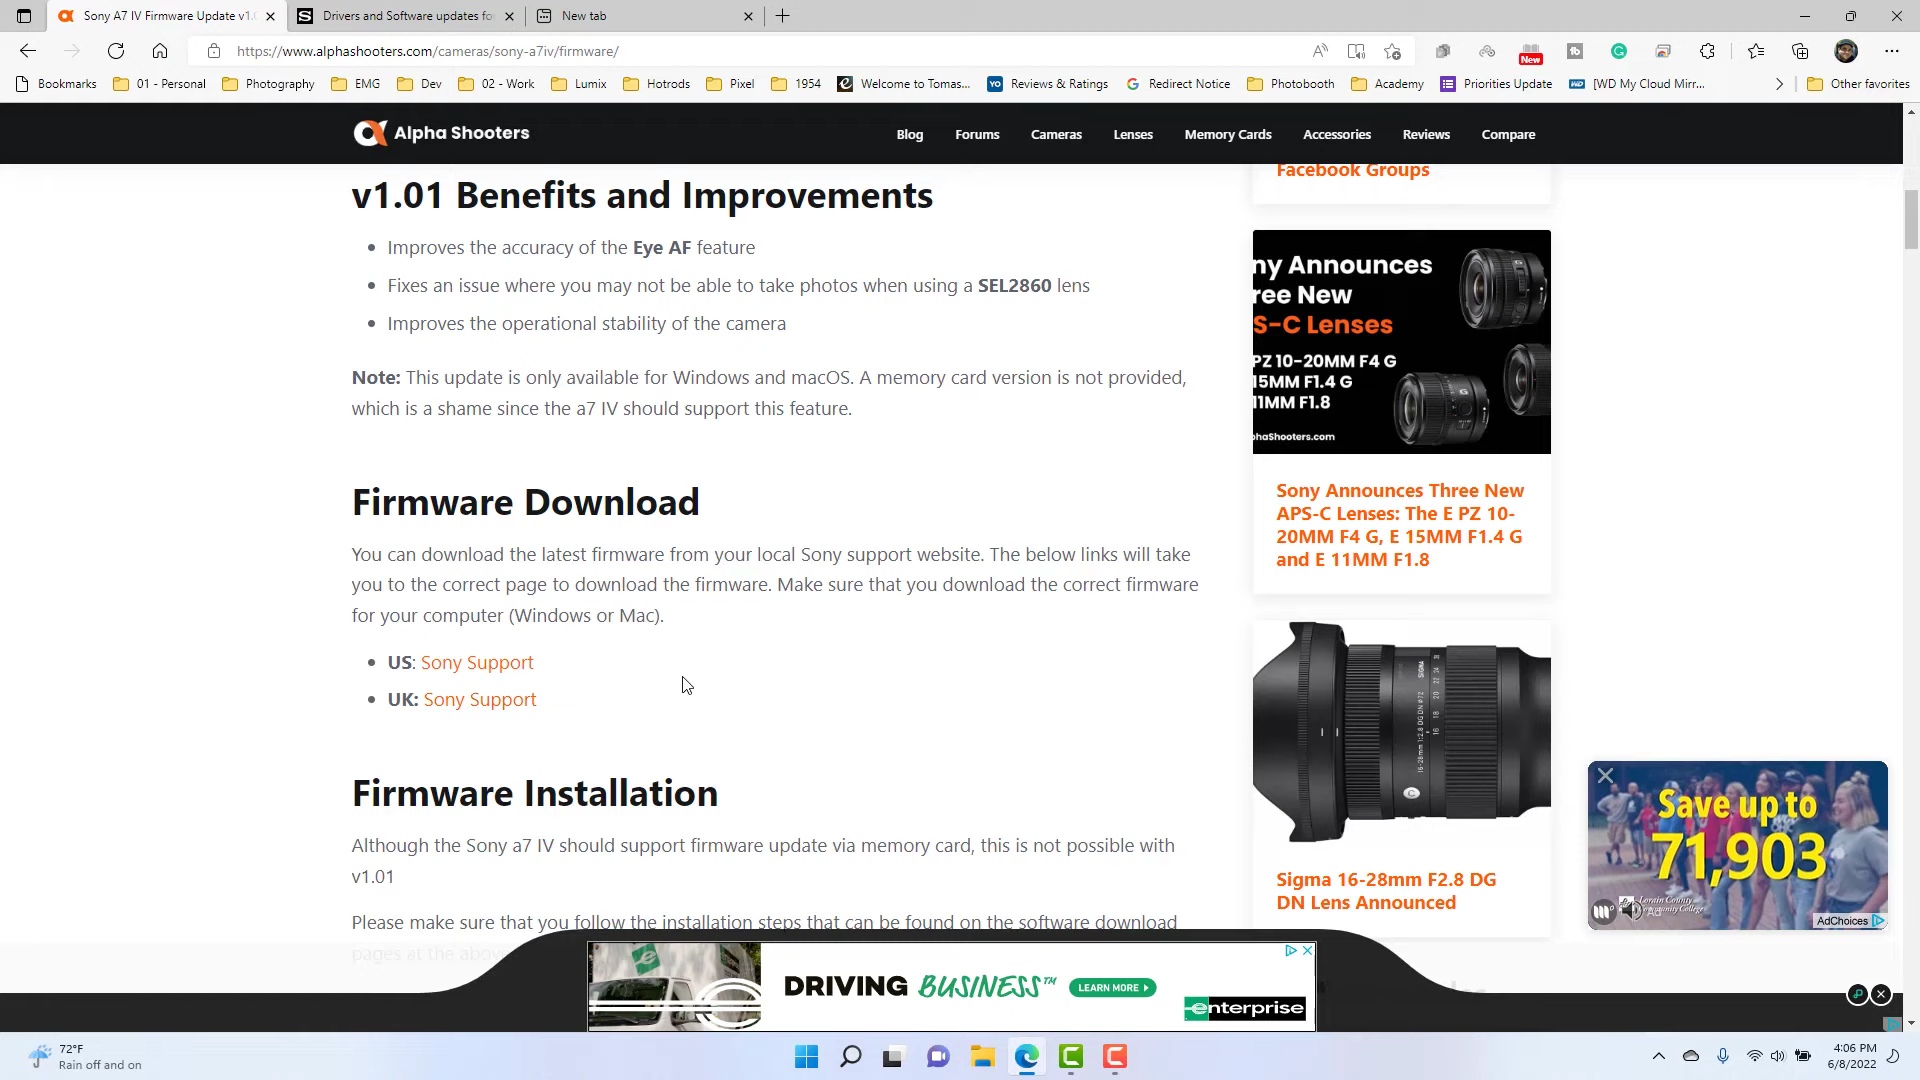 Sony A7 IV Firmware Update v1.0
Drivers and Software updates fo
New tab
https://www.alphashooters.com/cameras/sony-a7iv/firmware/
New
Bookmarks
01 - Personal
Photography
EMG
Dev
02 - Work
Lumix
Hotrods
Pixel
1954
Welcome to Tomas...
Reviews & Ratings
Redirect Notice
Photobooth
Academy
Priorities Update
[WD My Cloud Mirr...
Other favorites
Alpha Shooters
Blog
Forums
Cameras
Lenses
Memory Cards
Accessories
Reviews
Compare
v1.01 Benefits and Improvements
• Improves the accuracy of the Eye AF feature
• Fixes an issue where you may not be able to take photos when using a SEL2860 lens
• Improves the operational stability of the camera
Note: This update is only available for Windows and macOS. A memory card version is not provided,
which is a shame since the a7 IV should support this feature.
Firmware Download
You can download the latest firmware from your local Sony support website. The below links will take
you to the correct page to download the firmware. Make sure that you download the correct firmware
for your computer (Windows or Mac).
• US: Sony Support
• UK: Sony Support
Firmware Installation
Although the Sony a7 IV should support firmware update via memory card, this is not possible with
v1.01
Please make sure that you follow the installation steps that can be found on the software download
pages at the above
Facebook Groups
ny Announces
ree New
S-C Lenses
PZ 10-20MM F4 G
15MM F1.4 G
11MM F1.8
phaShooters.com
Sony Announces Three New
APS-C Lenses: The E PZ 10-
20MM F4 G, E 15MM F1.4 G
and E 11MM F1.8
SIGMA
Sigma 16-28mm F2.8 DG
DN Lens Announced
Save up to
71,903
Lorain County
Community College
Ad
AdChoices
DRIVING BUSINESS™
LEARN MORE
enterprise
72°F
Rain off and on
4:06 PM
6/8/2022